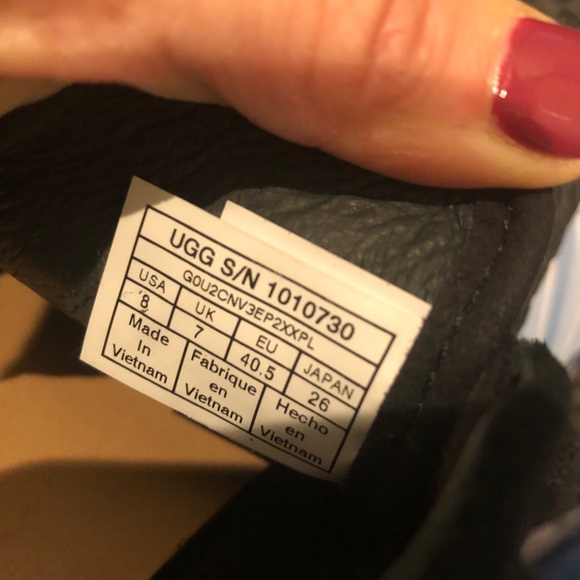 UGG S/N 1010730
G0U2CNV3EP2XXPL
USA UK EU JAPAN
8 7 40.5 26
Made In Vietnam
Fabrique en Vietnam
Hecho en Vietnam